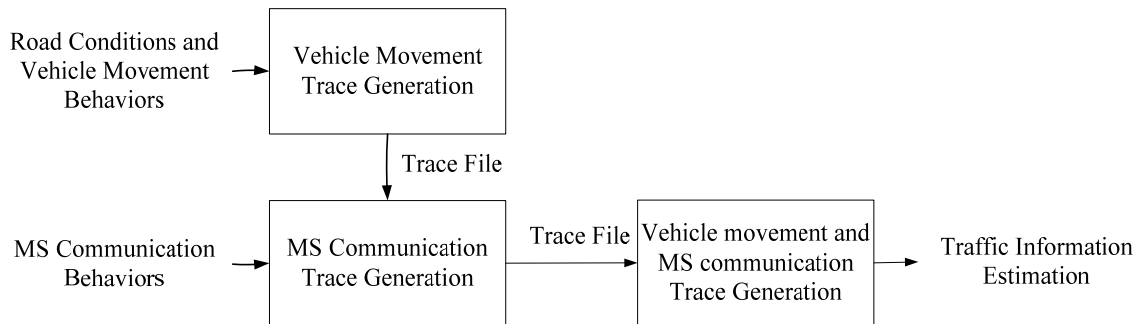 Road Conditions and
Vehicle Movement
Behaviors
Vehicle Movement
Trace Generation
Trace File
MS Communication
Behaviors
MS Communication
Trace Generation
Trace File
Vehicle movement and
MS communication
Trace Generation
Traffic Information
Estimation